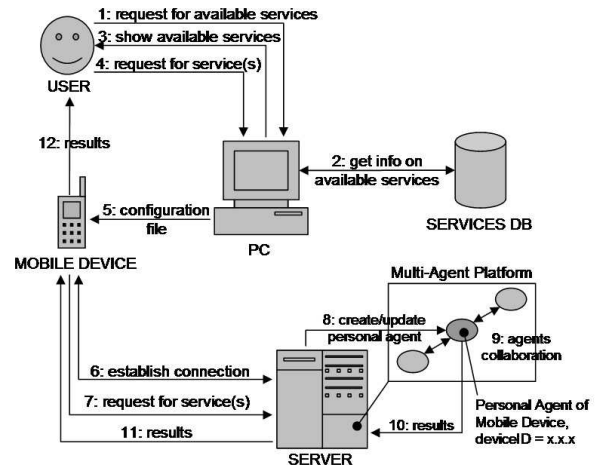 1: request for available services
3: show available services
4: request for service(s)
USER
12: results
2: get info on
available services
5: configuration
file
SERVICES DB
PC
MOBILE DEVICE
Multi-Agent Platform
8: create/update
personal agent
9: agents
collaboration
6: establish connection
7: request for service(s)
10: results
Personal Agent of
Mobile Device,
deviceID = x.x.x
11: results
SERVER